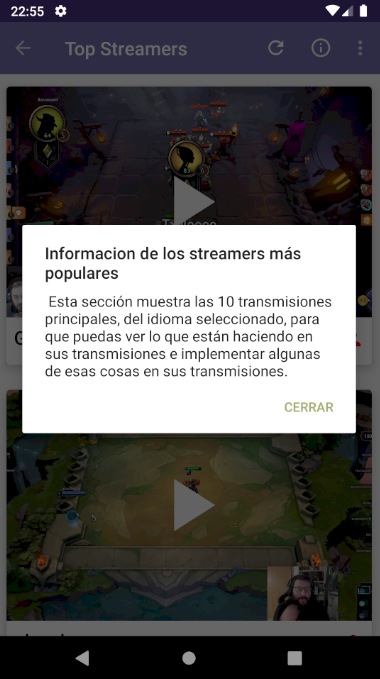 22:55
Top Streamers
Informacion de los streamers más
populares
Esta sección muestra las 10 transmisiones
principales, del idioma seleccionado, para
que puedas ver lo que están haciendo en
sus transmisiones e implementar algunas
de esas cosas en sus transmisiones.
CERRAR